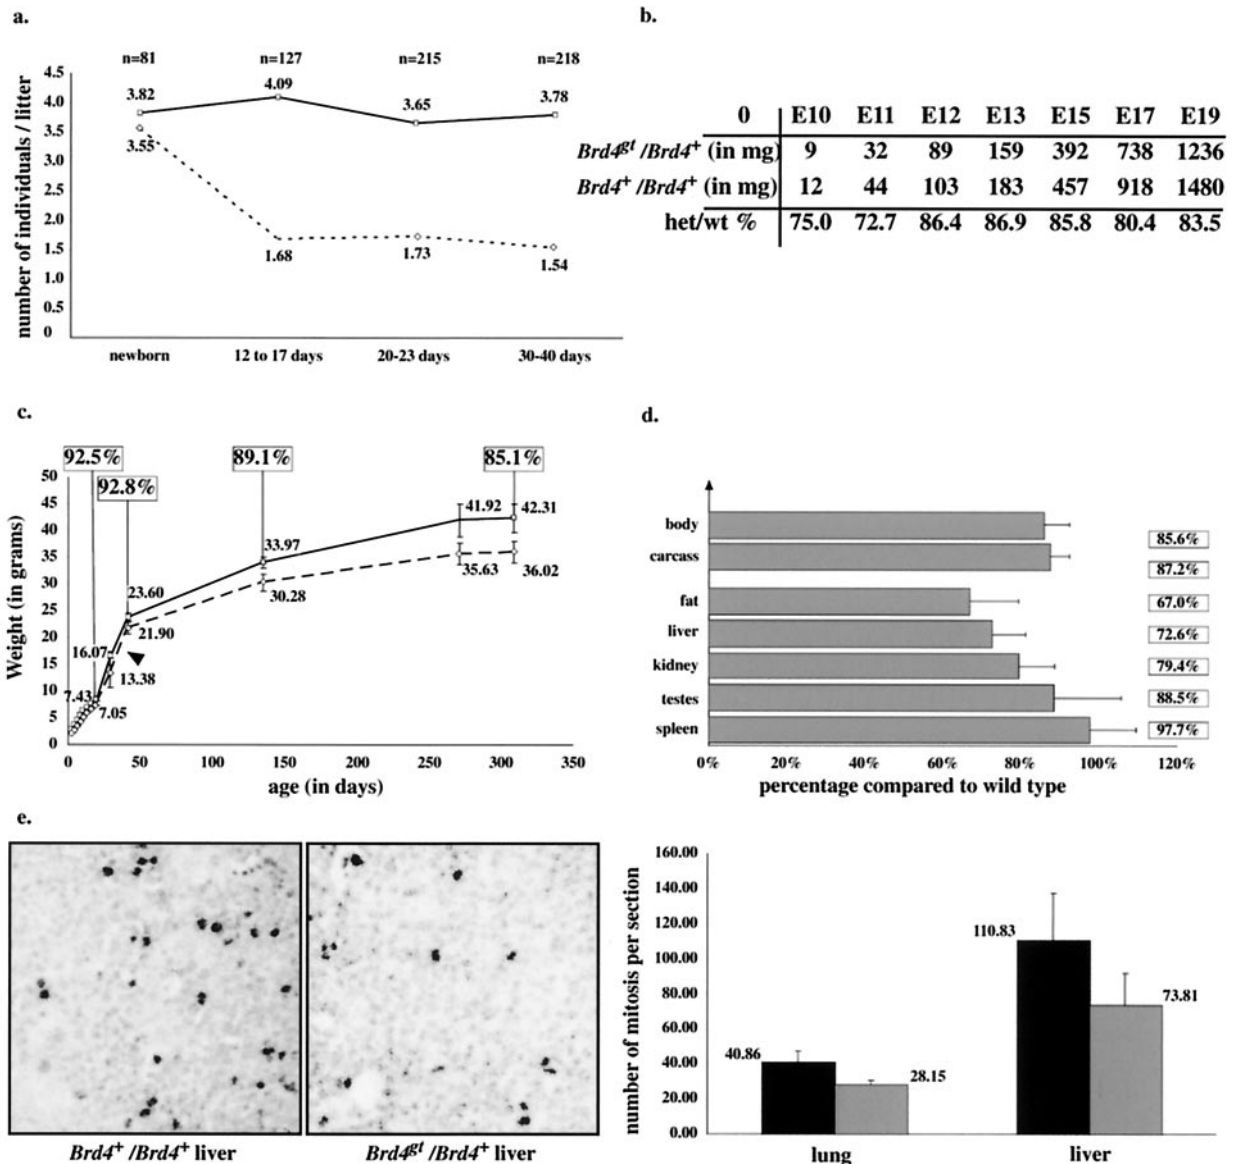 a.
n=81 n=127 n=215 n=218
number of individuals / litter
4.5
4.0
3.5
3.0
2.5
2.0
1.5
1.0
0.5
0
3.82 4.09 3.65 3.78
3.55 1.68 1.73 1.54
newborn 12 to 17 days 20-23 days 30-40 days
b.
0 E10 E11 E12 E13 E15 E17 E19
Brd4gt /Brd4+ (in mg) 9 32 89 159 392 738 1236
Brd4+ /Brd4+ (in mg) 12 44 103 183 457 918 1480
het/wt % 75.0 72.7 86.4 86.9 85.8 80.4 83.5
c.
92.5% 89.1% 85.1%
92.8%
Weight (in grams)
50
45
40
35
30
25
20
15
10
5
0
7.43 16.07 23.60 33.97 41.92 42.31
7.05 13.38 21.90 30.28 35.63 36.02
0 50 100 150 200 250 300 350
age (in days)
d.
body 85.6%
carcass 87.2%
fat 67.0%
liver 72.6%
kidney 79.4%
testes 88.5%
spleen 97.7%
0% 20% 40% 60% 80% 100% 120%
percentage compared to wild type
e.
Brd4+ /Brd4+ liver
Brd4gt /Brd4+ liver
number of mitosis per section
160.00
140.00
120.00
100.00
80.00
60.00
40.00
20.00
0.00
40.86 28.15 110.83 73.81
lung liver